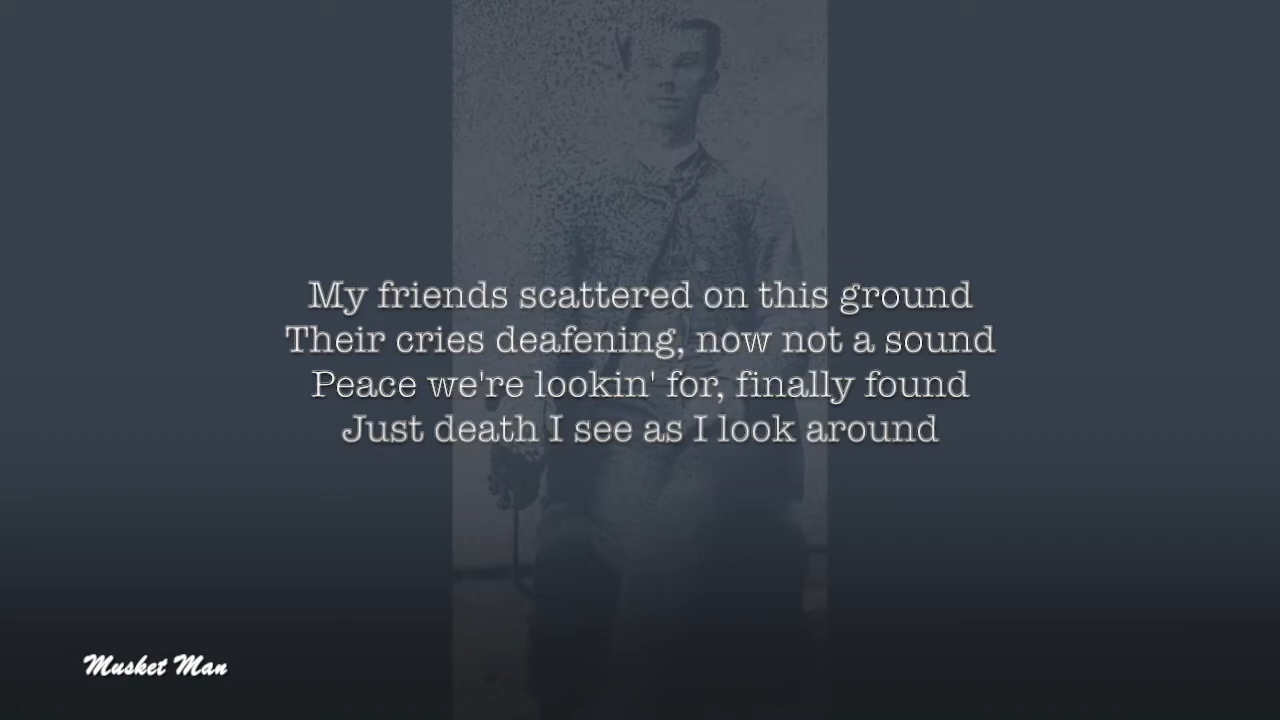 My friends scattered on this ground
Their cries deafening, now not a sound
Peace we're lookin' for, finally found
Just death I see as I look around
Musket Man